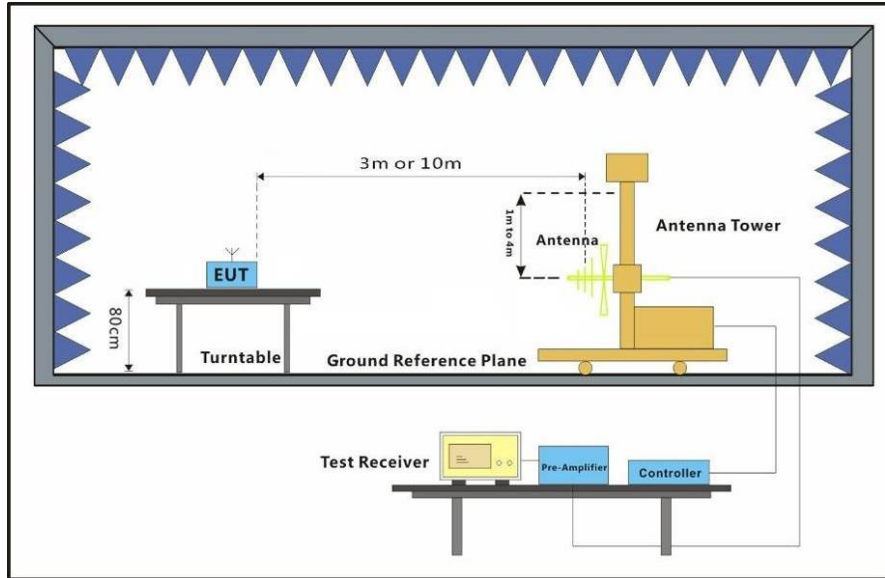 3m or 10m
1m to 4m
Antenna Tower
Antenna
EUT
80cm
Turntable
Ground Reference Plane
Test Receiver
Pre-Amplifier
Controller